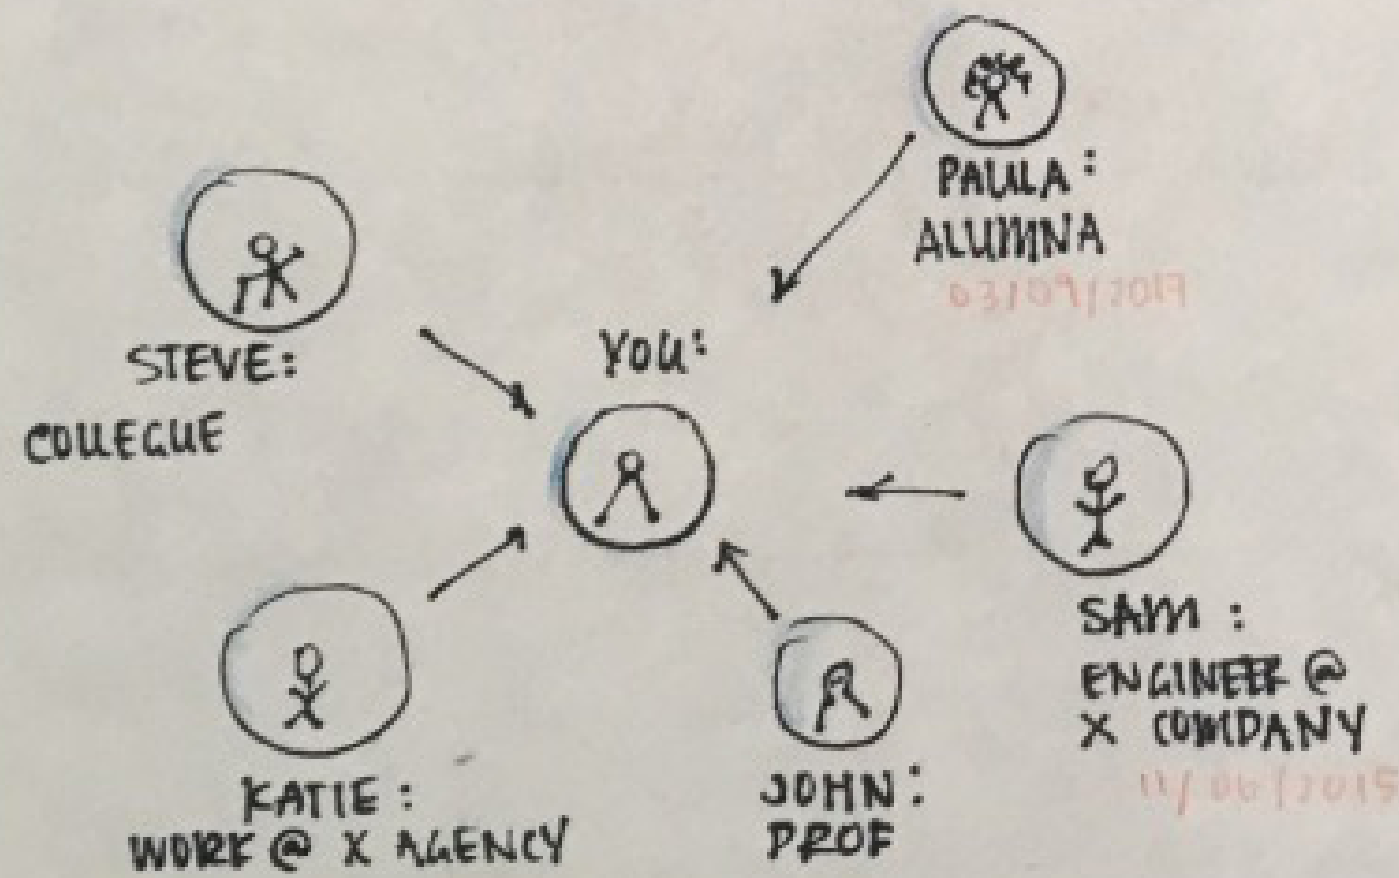 PAULA:
ALUMNA
03/09/2017
STEVE:
COLLEGUE
YOU:
SAM:
ENGINEER @
X COMPANY
11/06/2015
KATIE:
WORK @ X AGENCY
JOHN:
PROF